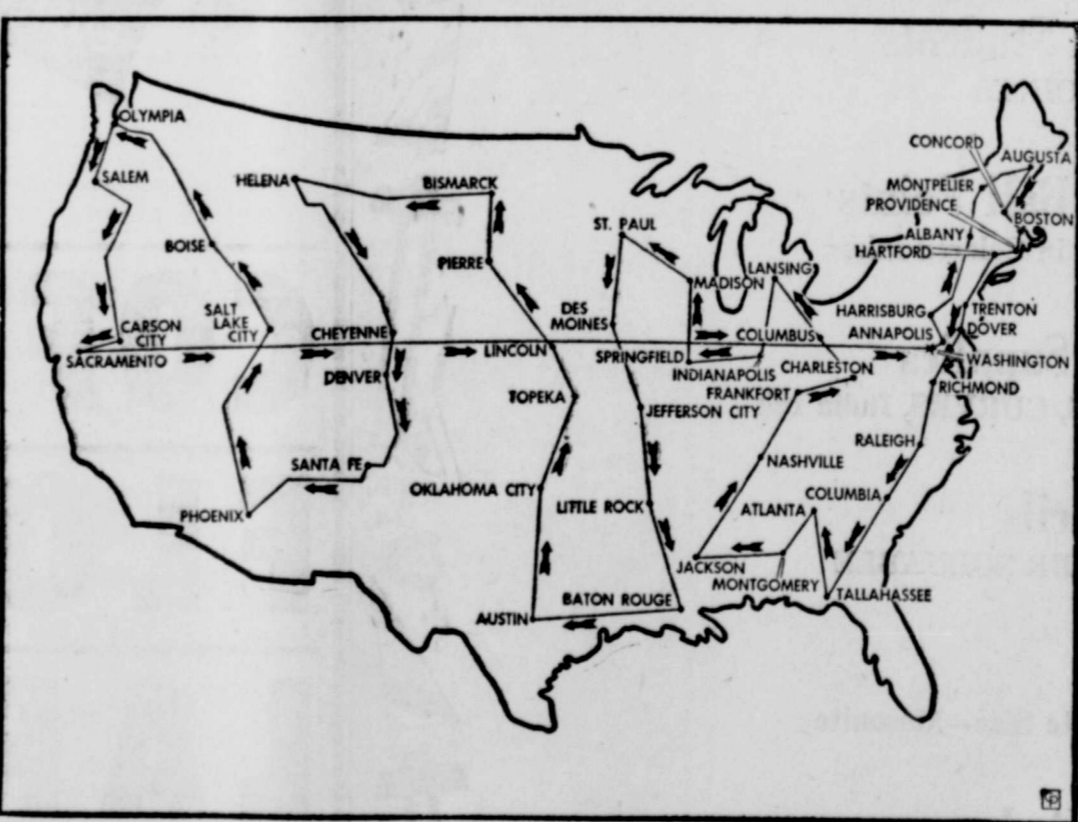 OLYMPIA
SALEM
HELENA
BISMARCK
CONCORD
AUGUSTA
MONTPELIER
PROVIDENCE
BOSTON
ST. PAUL
ALBANY
HARTFORD
BOISE
PIERRE
MADISON
LANSING
SALT
LAKE
CITY
DES
MOINES
HARRISBURG
TRENTON
DOVER
CARSON
CITY
CHEYENNE
COLUMBUS
ANNAPOLIS
SACRAMENTO
LINCOLN
SPRINGFIELD
WASHINGTON
DENVER
INDIANAPOLIS
CHARLESTON
RICHMOND
TOPEKA
FRANKFORT
JEFFERSON CITY
RALEIGH
SANTA FE
NASHVILLE
OKLAHOMA CITY
COLUMBIA
PHOENIX
LITTLE ROCK
ATLANTA
JACKSON
MONTGOMERY
TALLAHASSEE
AUSTIN
BATON ROUGE